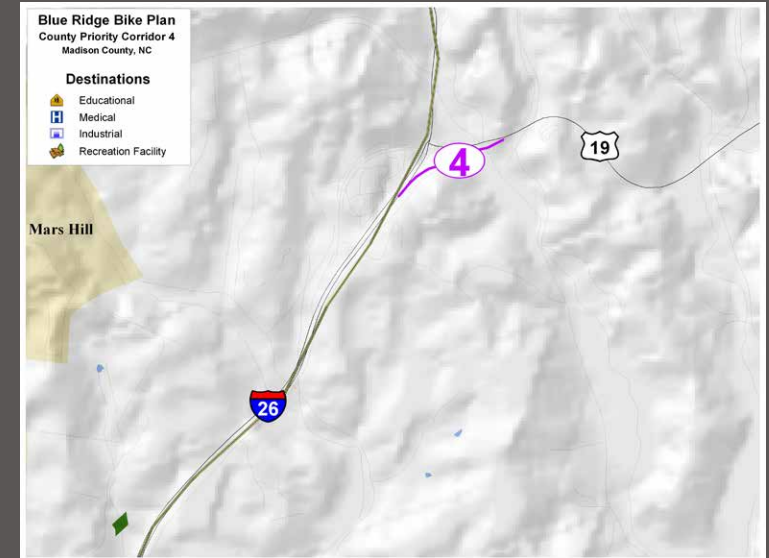 Blue Ridge Bike Plan
County Priority Corridor 4
Madison County, NC
Destinations
Educational
H Medical
Industrial
Recreation Facility
19
4
Mars Hill
26